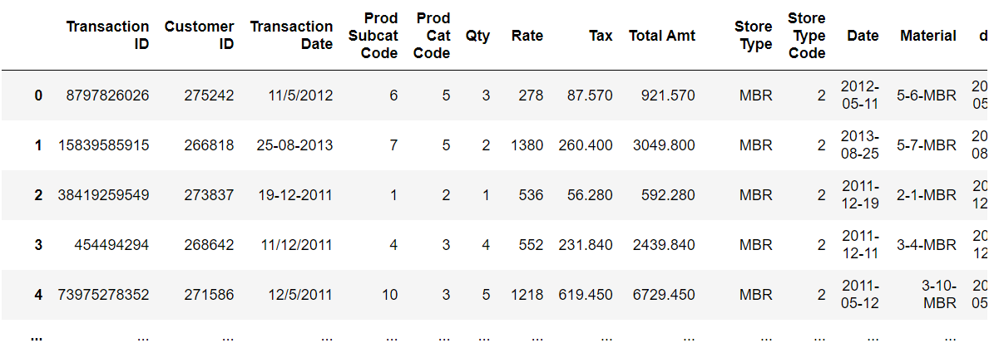 Transaction ID Customer ID Transaction Date Prod Subcat Code Prod Cat Code Qty Rate Tax Total Amt Store Type Store Type Code Date Material d
0 8797826026 275242 11/5/2012 6 5 3 278 87.570 921.570 MBR 2 2012-05-11 5-6-MBR 20 05
1 15839585915 266818 25-08-2013 7 5 2 1380 260.400 3049.800 MBR 2 2013-08-25 5-7-MBR 20 08
2 38419259549 273837 19-12-2011 1 2 1 536 56.280 592.280 MBR 2 2011-12-19 2-1-MBR 20 12
3 454494294 268642 11/12/2011 4 3 4 552 231.840 2439.840 MBR 2 2011-12-11 3-4-MBR 20 12
4 73975278352 271586 12/5/2011 10 3 5 1218 619.450 6729.450 MBR 2 2011-05-12 3-10-MBR 20 05
... ... ... ... ... ... ... ... ... ... ... ... ... ...